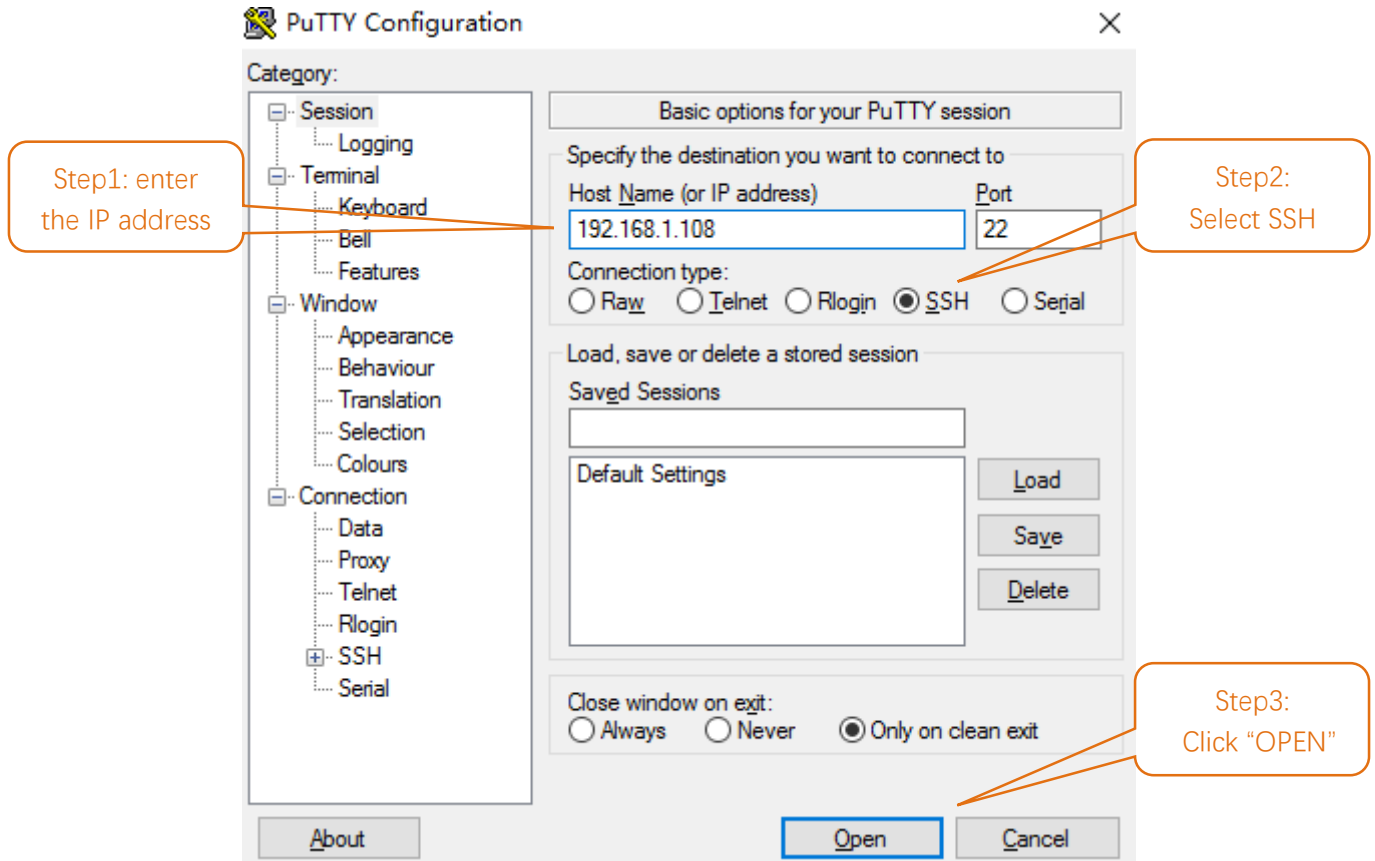 PuTTY Configuration
Category:
Session
Logging
Terminal
Keyboard
Bell
Features
Window
Appearance
Behaviour
Translation
Selection
Colours
Connection
Data
Proxy
Telnet
Rlogin
SSH
Serial
Basic options for your PuTTY session
Specify the destination you want to connect to
Host Name (or IP address) Port
192.168.1.108 22
Connection type:
Raw Telnet Rlogin SSH Serial
Load, save or delete a stored session
Saved Sessions
Default Settings
Load
Save
Delete
Close window on exit:
Always Never Only on clean exit
About Open Cancel
Step1: enter
the IP address
Step2:
Select SSH
Step3:
Click “OPEN”